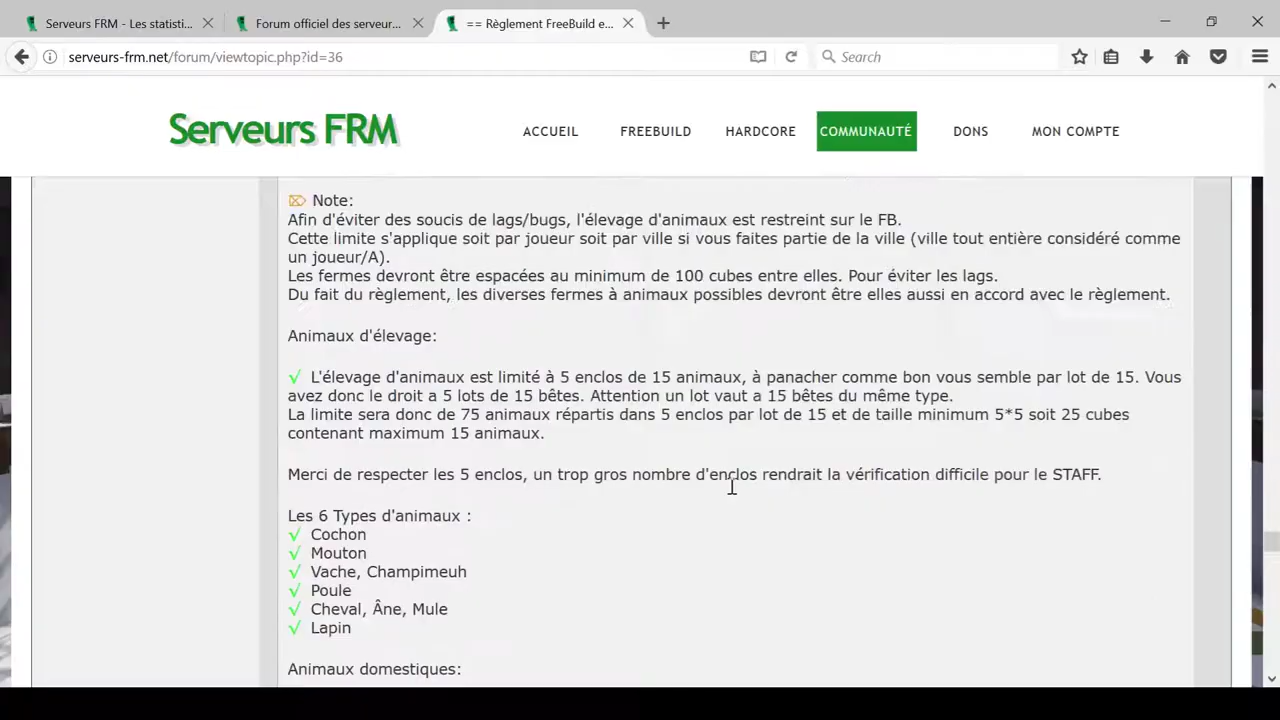 Serveurs FRM - Les statisti...
Forum officiel des serveur...
== Règlement FreeBuild e...
serveurs-frm.net/forum/viewtopic.php?id=36
Search
Serveurs FRM
ACCUEIL
FREEBUILD
HARDCORE
COMMUNAUTÉ
DONS
MON COMPTE
Note:
Afin d'éviter des soucis de lags/bugs, l'élevage d'animaux est restreint sur le FB.
Cette limite s'applique soit par joueur soit par ville si vous faites partie de la ville (ville tout entière considéré comme
un joueur/A).
Les fermes devront être espacées au minimum de 100 cubes entre elles. Pour éviter les lags.
Du fait du règlement, les diverses fermes à animaux possibles devront être elles aussi en accord avec le règlement.
Animaux d'élevage:
√ L'élevage d'animaux est limité à 5 enclos de 15 animaux, à panacher comme bon vous semble par lot de 15. Vous
avez donc le droit a 5 lots de 15 bêtes. Attention un lot vaut a 15 bêtes du même type.
La limite sera donc de 75 animaux répartis dans 5 enclos par lot de 15 et de taille minimum 5*5 soit 25 cubes
contenant maximum 15 animaux.
Merci de respecter les 5 enclos, un trop gros nombre d'enclos rendrait la vérification difficile pour le STAFF.
Les 6 Types d'animaux :
√ Cochon
√ Mouton
√ Vache, Champimeuh
√ Poule
√ Cheval, Âne, Mule
√ Lapin
Animaux domestiques: